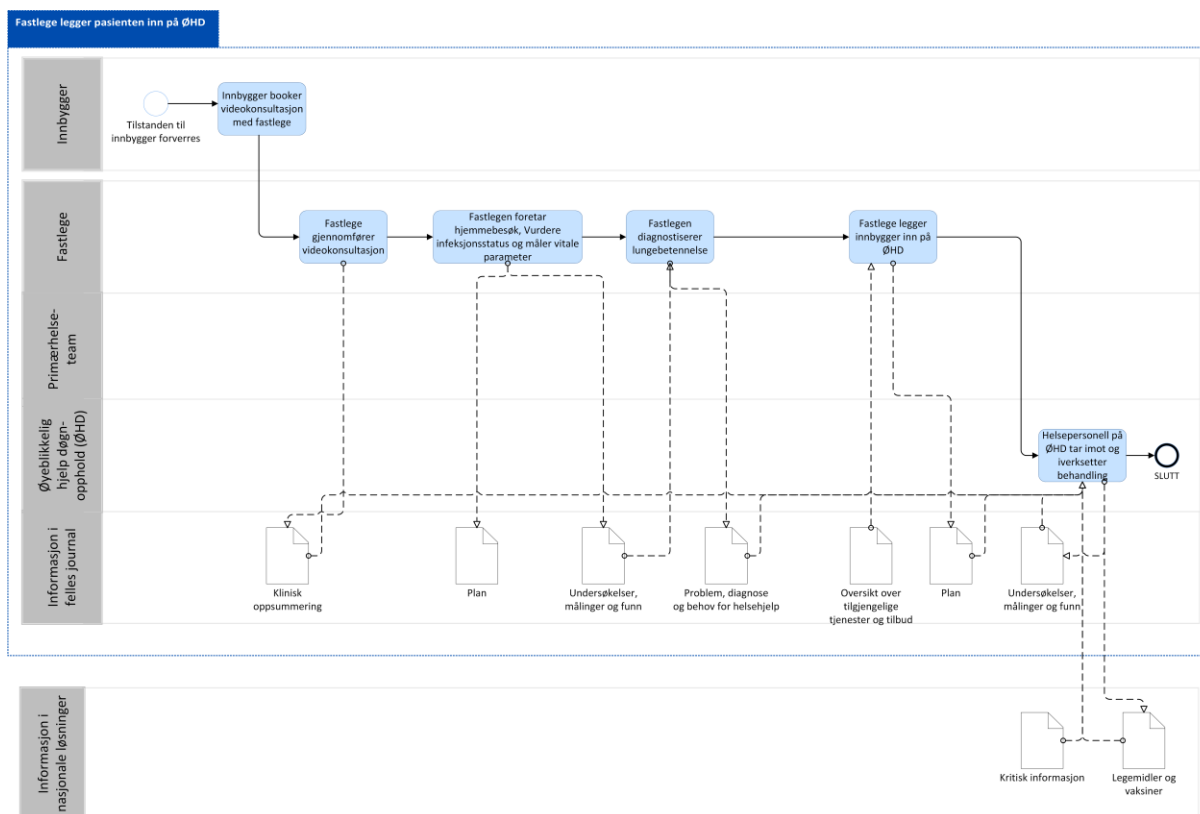 Fastlege legger pasienten inn på ØHD
Innbygger
Tilstanden til
innbygger forverres
Innbygger booker
videokonsultasjon
med fastlege
Fastlege
Fastlege
gjennomfører
videokonsultasjon
Fastlegen foretar
hjemmebesøk, Vurdere
infeksjonsstatus og måler vitale
parameter
Fastlegen
diagnostiserer
lungebetennelse
Fastlege legger
innbygger inn på
ØHD
Primærhelse-
team
Øyeblikkelig
hjelp døgn-
opphold (ØHD)
Helsepersonell på
ØHD tar imot og
iverksetter
behandling
SLUTT
Informasjon i
felles journal
Klinisk
oppsummering
Plan
Undersøkelser,
målinger og funn
Problem, diagnose
og behov for helsehjelp
Oversikt over
tilgjengelige
tjenester og tilbud
Plan
Undersøkelser,
målinger og funn
Informasjon i
nasjonale løsninger
Kritisk informasjon
Legemidler og
vaksiner